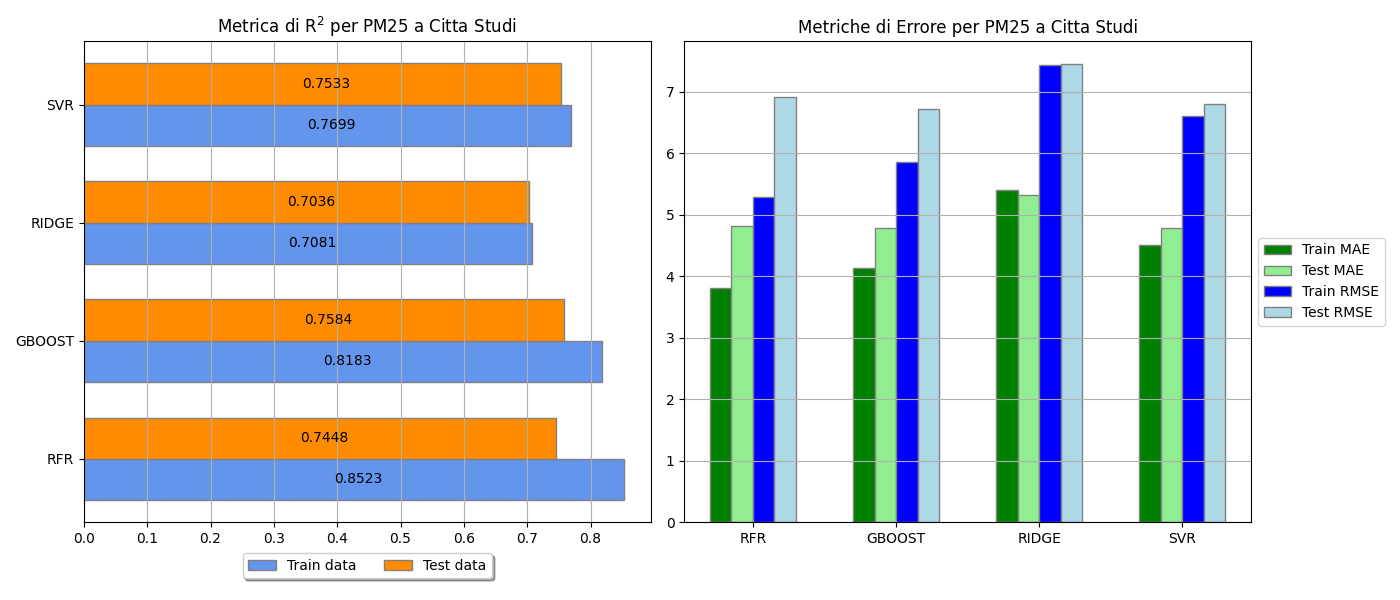 Metrica di R² per PM25 a Citta Studi
SVR
0.7533
0.7699
RIDGE
0.7036
0.7081
GBOOST
0.7584
0.8183
RFR
0.7448
0.8523
0.0 0.1 0.2 0.3 0.4 0.5 0.6 0.7 0.8
Train data Test data
Metriche di Errore per PM25 a Citta Studi
7
6
5
4
3
2
1
0
RFR GBOOST RIDGE SVR
Train MAE
Test MAE
Train RMSE
Test RMSE